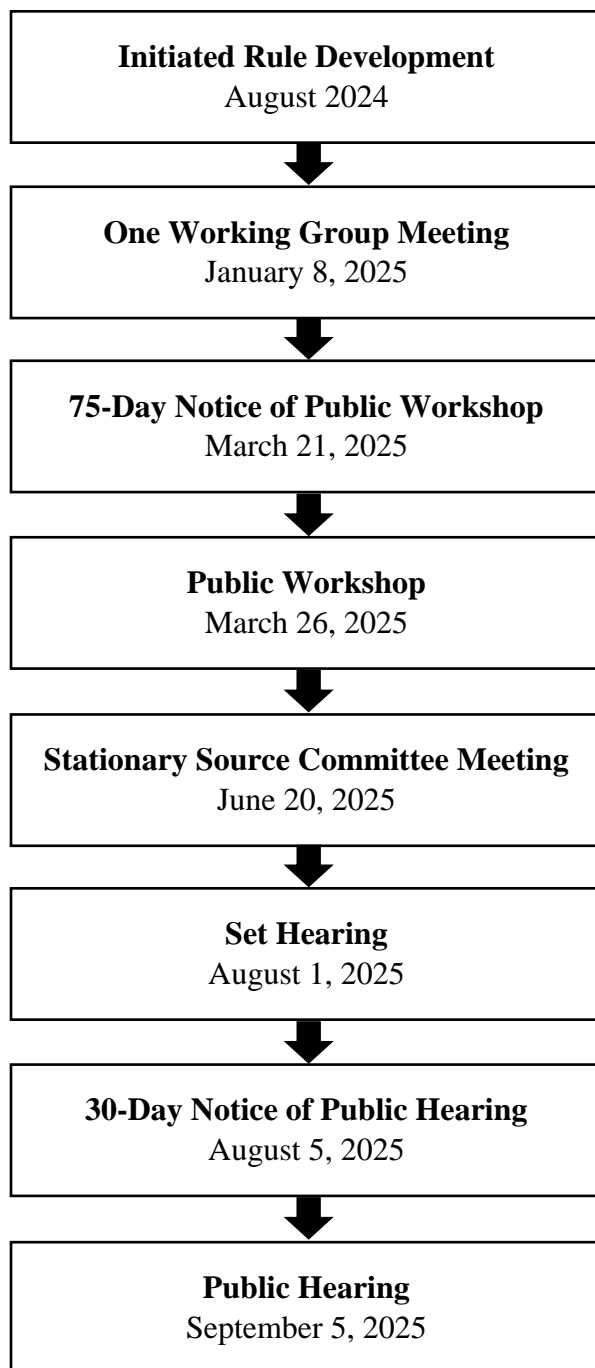 Initiated Rule Development
August 2024
One Working Group Meeting
January 8, 2025
75-Day Notice of Public Workshop
March 21, 2025
Public Workshop
March 26, 2025
Stationary Source Committee Meeting
June 20, 2025
Set Hearing
August 1, 2025
30-Day Notice of Public Hearing
August 5, 2025
Public Hearing
September 5, 2025